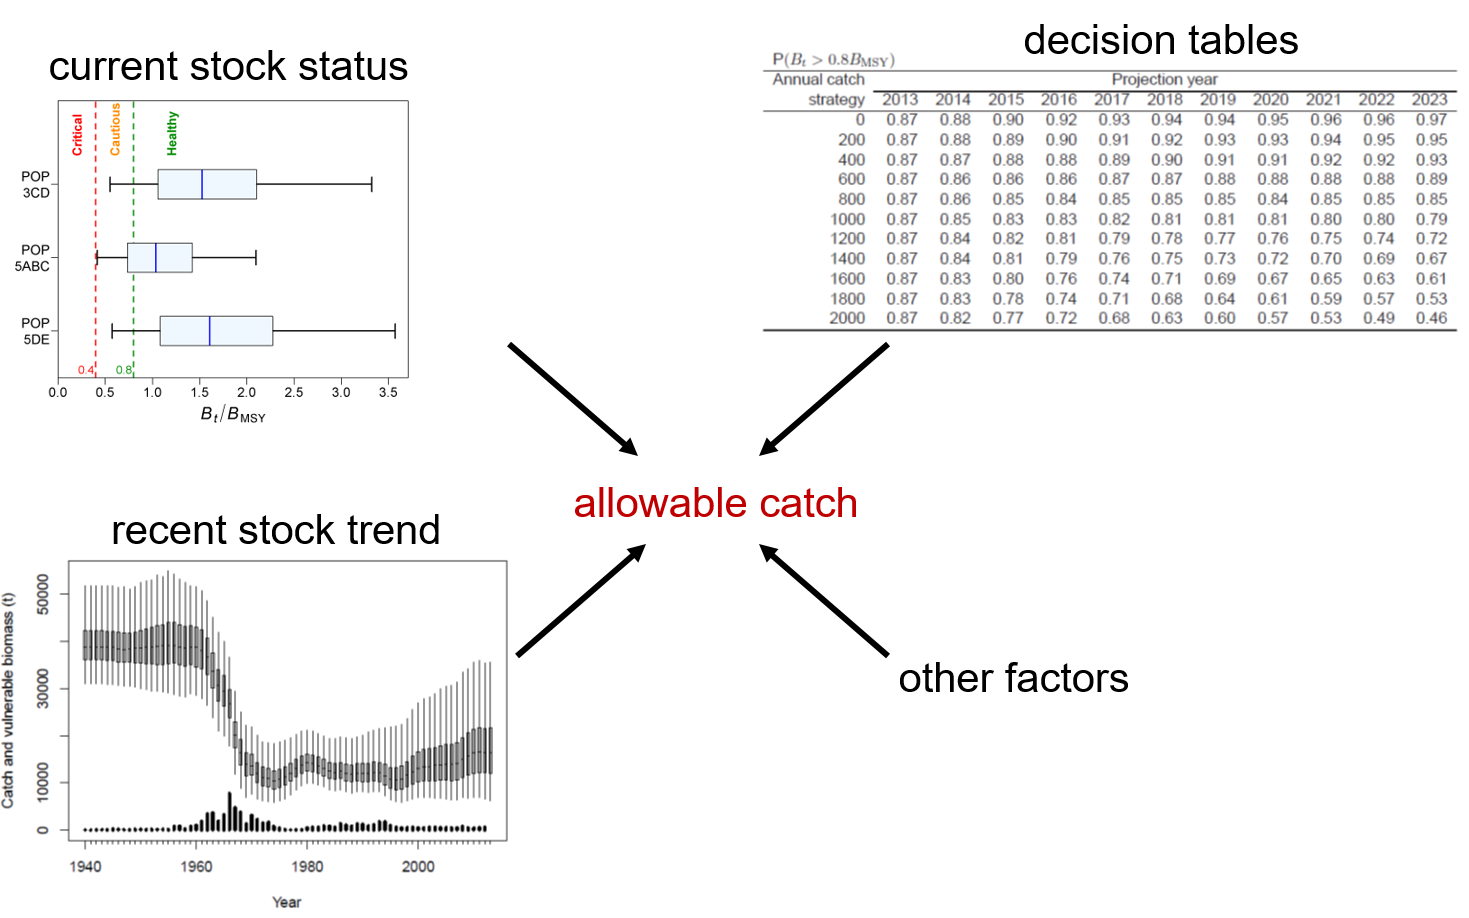 current stock status
Critical
Cautious
Healthy
POP
3CD
POP
5ABC
POP
5DE
0.4
0.8
0.0 0.5 1.0 1.5 2.0 2.5 3.0 3.5
Bt/BMSY
decision tables
P(Bt > 0.8BMSY)
Annual catch Projection year
strategy 2013 2014 2015 2016 2017 2018 2019 2020 2021 2022 2023
0 0.87 0.88 0.90 0.92 0.93 0.94 0.94 0.95 0.96 0.96 0.97
200 0.87 0.88 0.89 0.90 0.91 0.92 0.93 0.93 0.94 0.95 0.95
400 0.87 0.87 0.88 0.88 0.89 0.90 0.91 0.91 0.92 0.92 0.93
600 0.87 0.86 0.86 0.86 0.87 0.87 0.88 0.88 0.88 0.88 0.89
800 0.87 0.86 0.85 0.84 0.85 0.85 0.85 0.84 0.85 0.85 0.85
1000 0.87 0.85 0.83 0.83 0.82 0.81 0.81 0.81 0.80 0.80 0.79
1200 0.87 0.84 0.82 0.81 0.79 0.78 0.77 0.76 0.75 0.74 0.72
1400 0.87 0.84 0.81 0.79 0.76 0.75 0.73 0.72 0.70 0.69 0.67
1600 0.87 0.83 0.80 0.76 0.74 0.71 0.69 0.67 0.65 0.63 0.61
1800 0.87 0.83 0.78 0.74 0.71 0.68 0.64 0.61 0.59 0.57 0.53
2000 0.87 0.82 0.77 0.72 0.68 0.63 0.60 0.57 0.53 0.49 0.46
allowable catch
recent stock trend
Catch and vulnerable biomass (t)
50000
30000
10000
0
1940 1960 1980 2000
Year
other factors